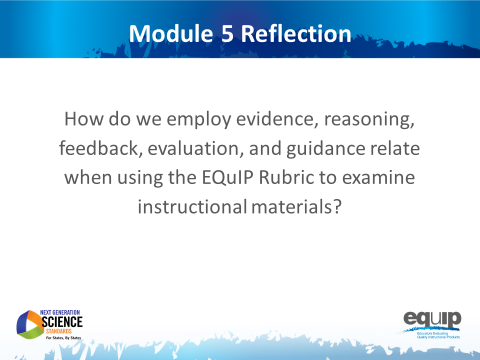 Module 5 Reflection
How do we employ evidence, reasoning,
feedback, evaluation, and guidance relate
when using the EQuIP Rubric to examine
instructional materials?
NEXT GENERATION
SCIENCE
STANDARDS
For States, By States
equip
Educators Evaluating
Quality Instructional Products